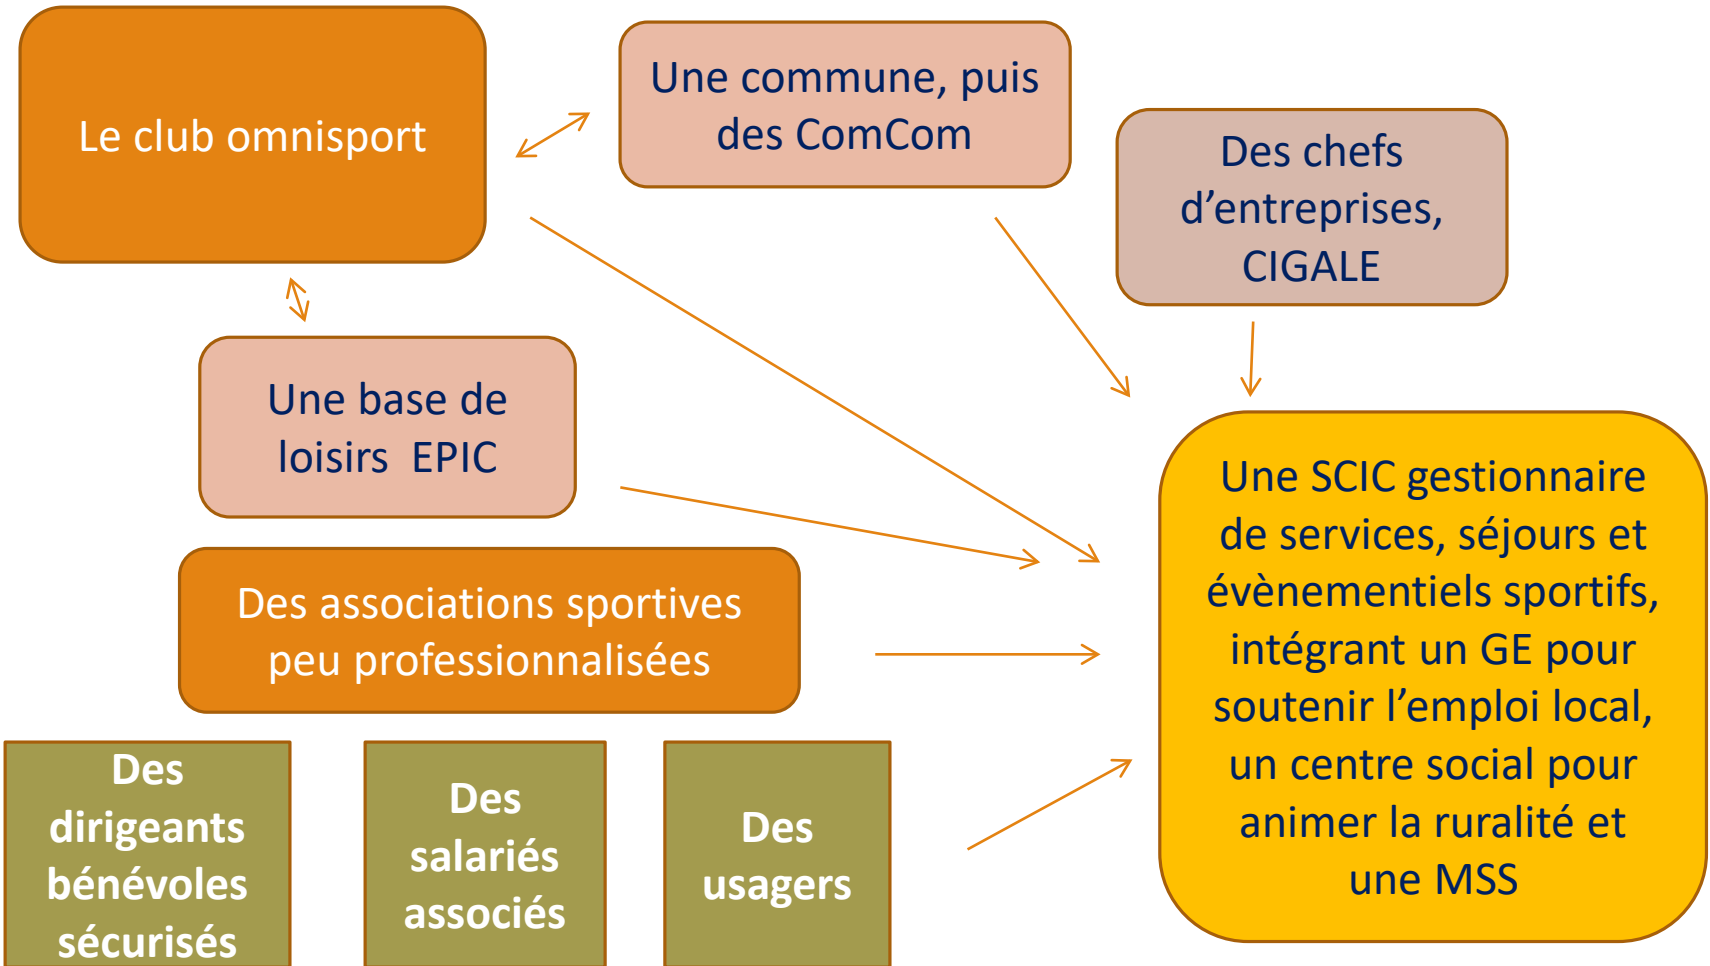 Le club omnisport
Une commune, puis
des ComCom
Des chefs
d’entreprises,
CIGALE
Une base de
loisirs  EPIC
Des associations sportives
peu professionnalisées
Des
dirigeants
bénévoles
sécurisés
Des
salariés
associés
Des
usagers
Une SCIC gestionnaire
de services, séjours et
évènementiels sportifs,
intégrant un GE pour
soutenir l’emploi local,
un centre social pour
animer la ruralité et
une MSS